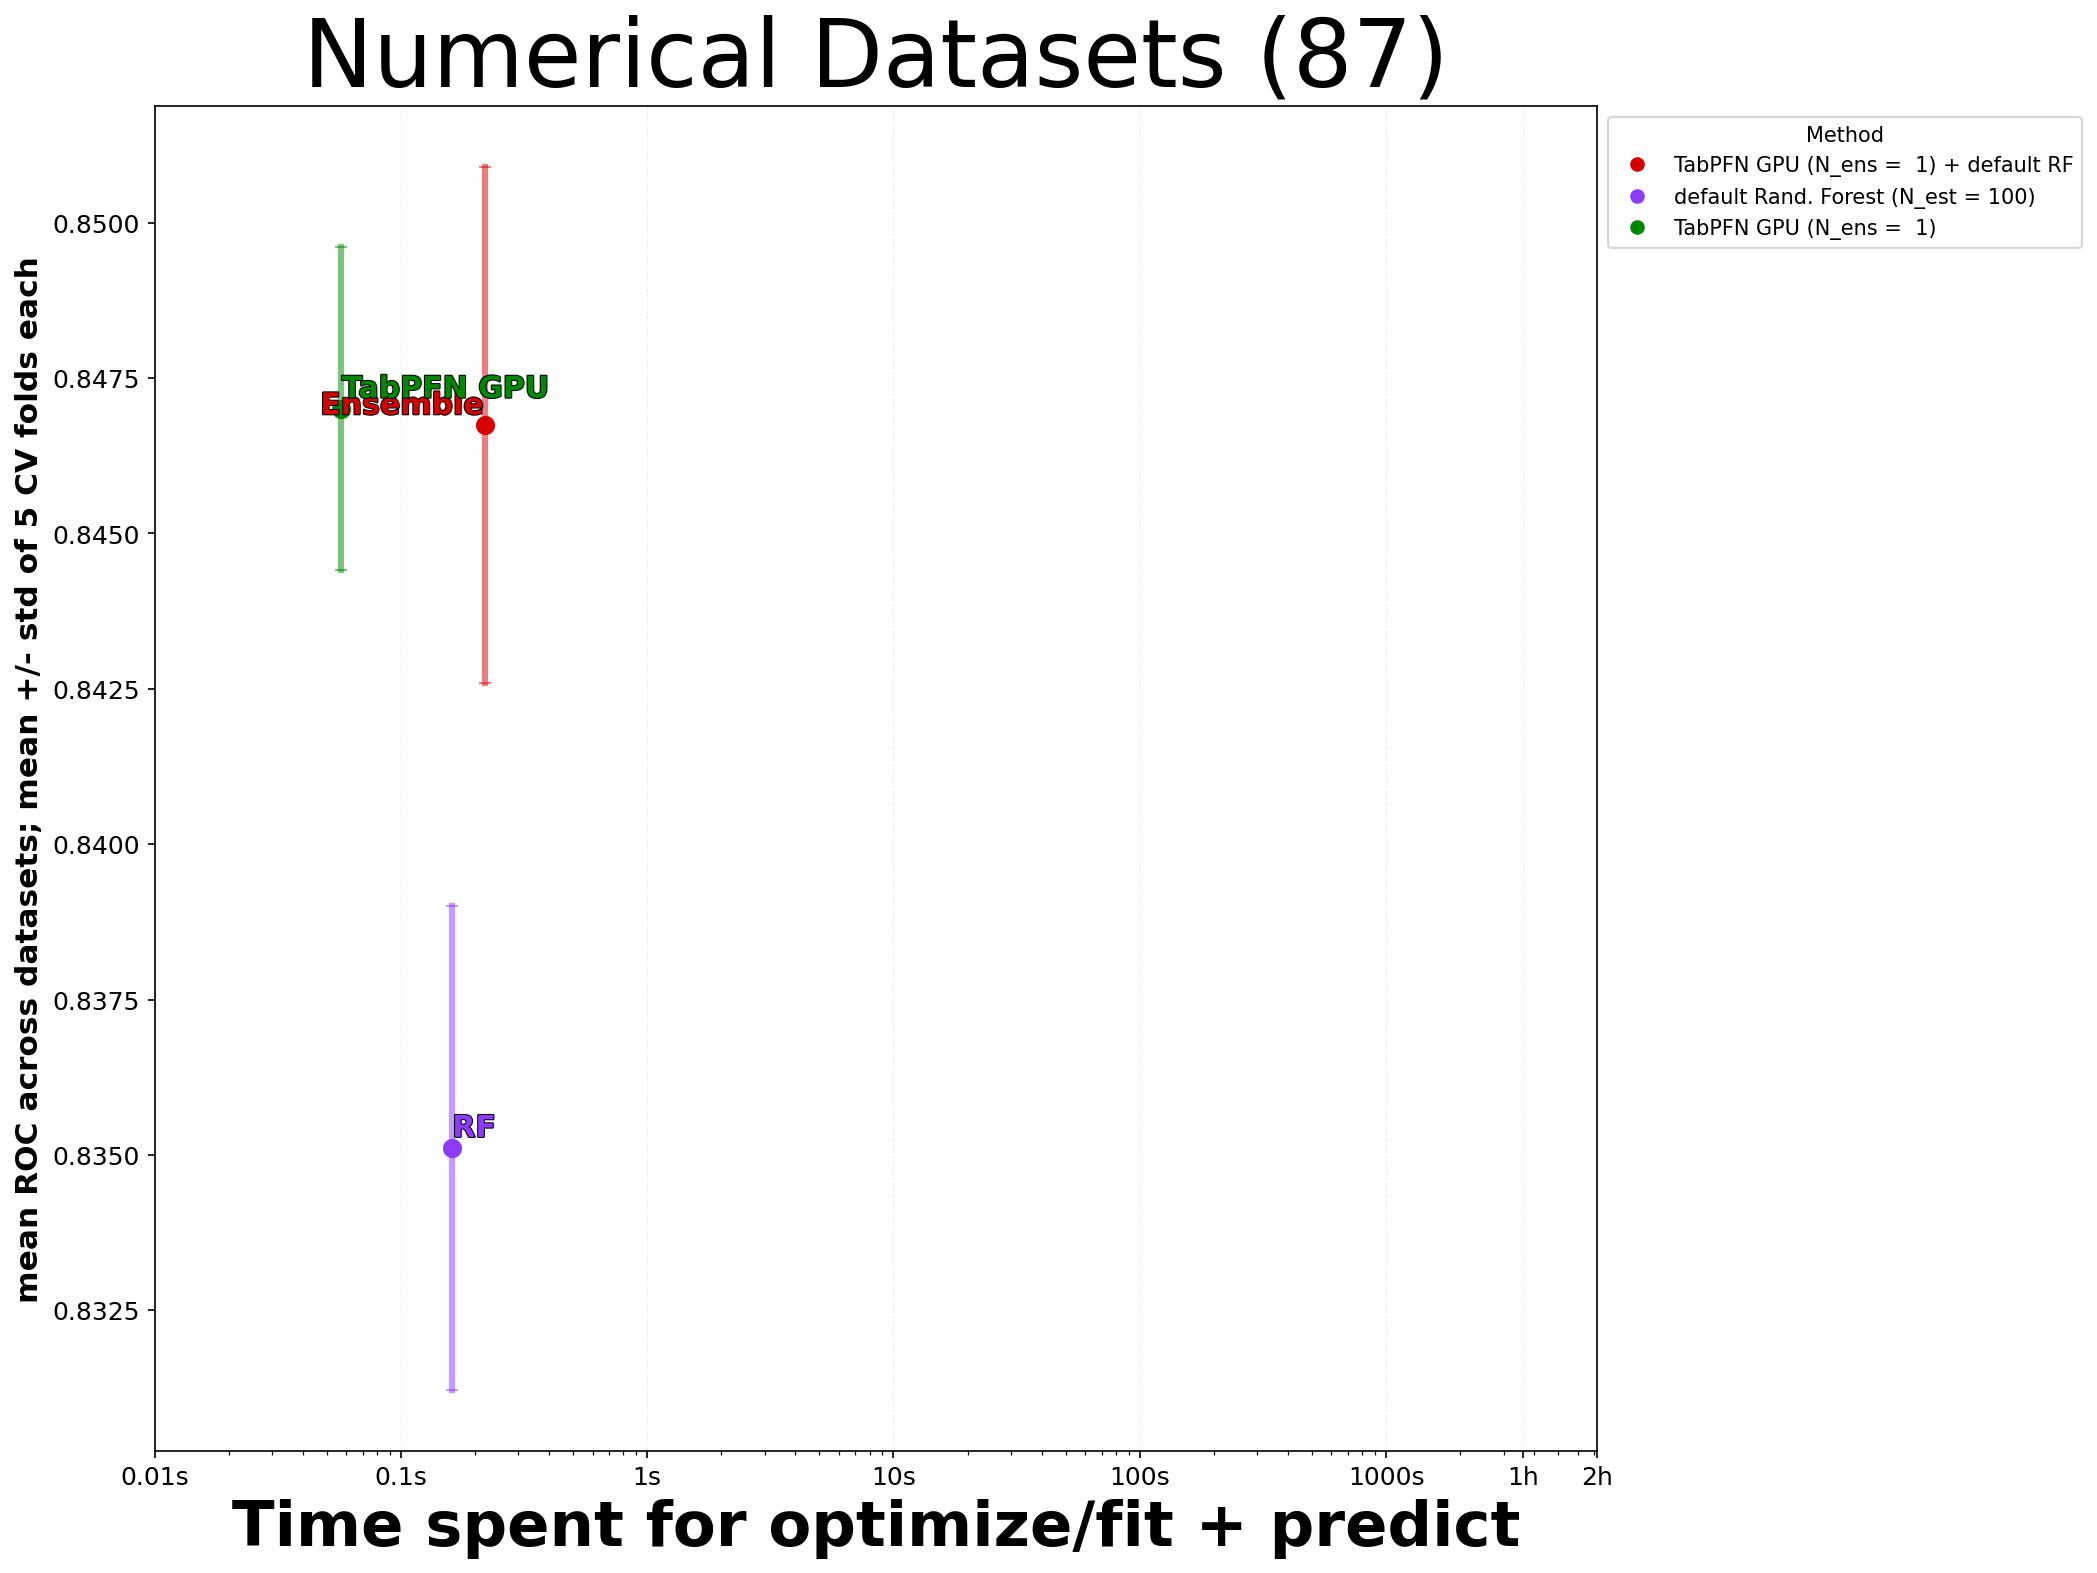 Numerical Datasets (87)
mean ROC across datasets; mean +/- std of 5 CV folds each
0.8500
0.8475
0.8450
0.8425
0.8400
0.8375
0.8350
0.8325
TabPFN GPU
Ensemble
RF
0.01s 0.1s 1s 10s 100s 1000s 1h 2h
Time spent for optimize/fit + predict
Method
TabPFN GPU (N_ens =  1) + default RF
default Rand. Forest (N_est = 100)
TabPFN GPU (N_ens =  1)